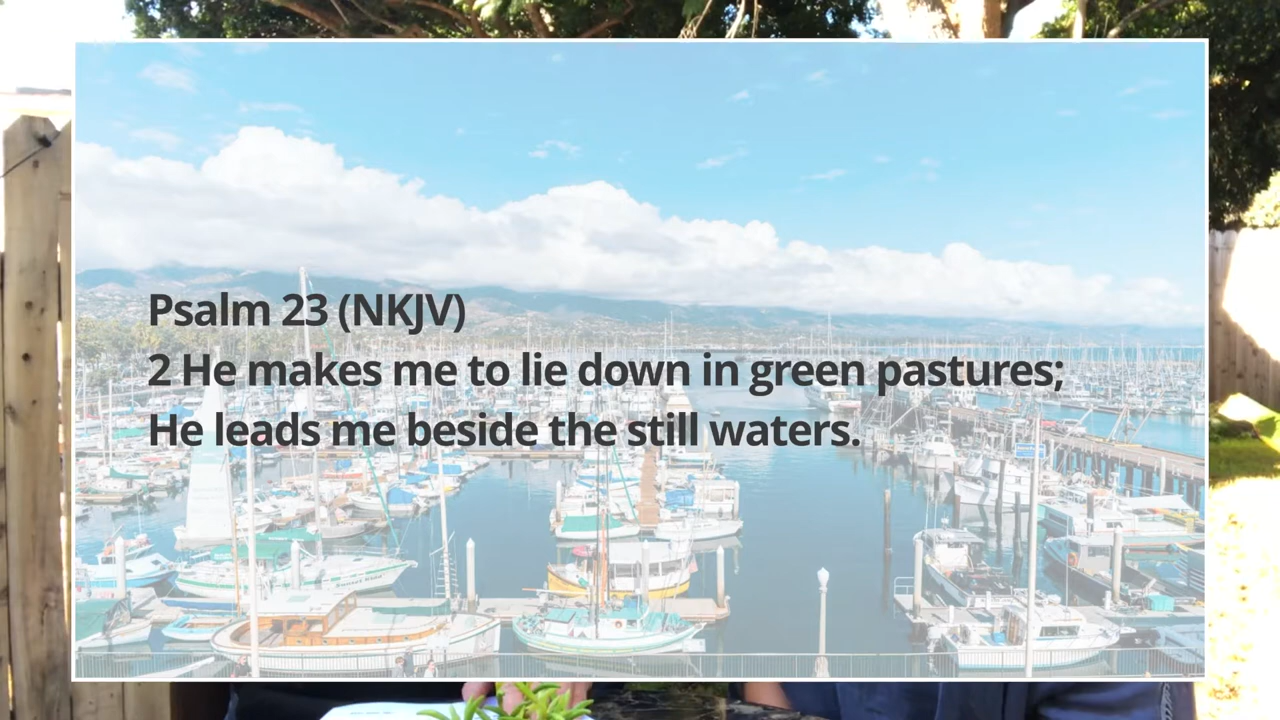 Psalm 23 (NKJV)
2 He makes me to lie down in green pastures;
He leads me beside the still waters.